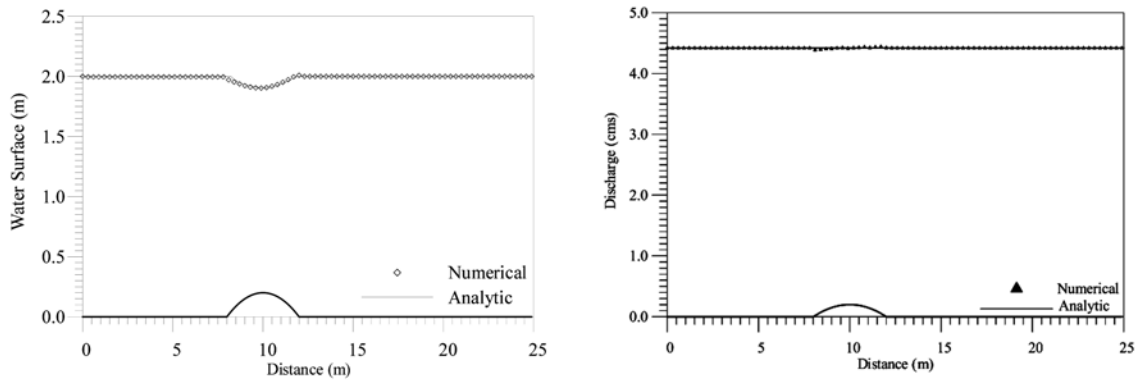 2.5
2.0
1.5
1.0
0.5
0.0
Water Surface (m)
Numerical
Analytic
0 5 10 15 20 25
Distance (m)
5.0
4.0
3.0
2.0
1.0
0.0
Discharge (cms)
Numerical
Analytic
0 5 10 15 20 25
Distance (m)